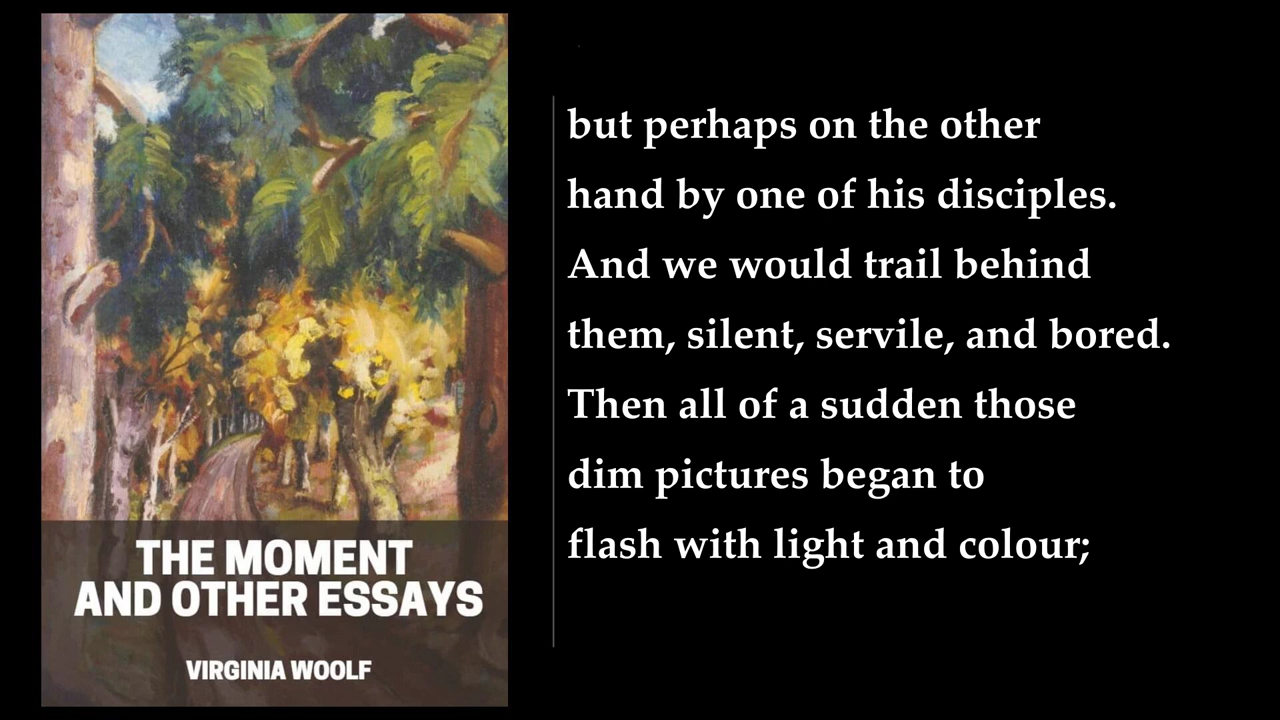 THE MOMENT
AND OTHER ESSAYS
VIRGINIA WOOLF
but perhaps on the other
hand by one of his disciples.
And we would trail behind
them, silent, servile, and bored.
Then all of a sudden those
dim pictures began to
flash with light and colour;